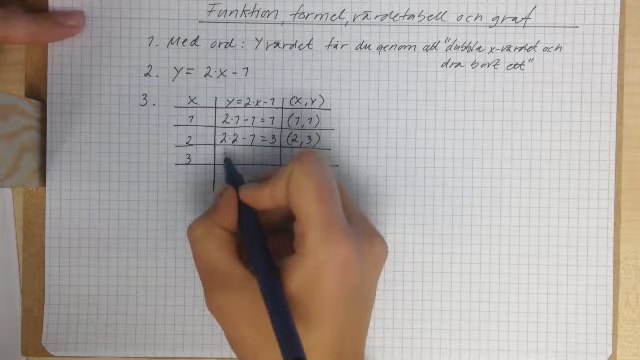 Funktion formel, värdetabell och graf
1. Med ord: Y värdet får du genom att "dubbla x-värdet och
dra bort ett"
2. y = 2·x - 1
3. x y = 2·x - 1 (x, y)
1 2·1 - 1 = 1 (1, 1)
2 2·2 - 1 = 3 (2, 3)
3